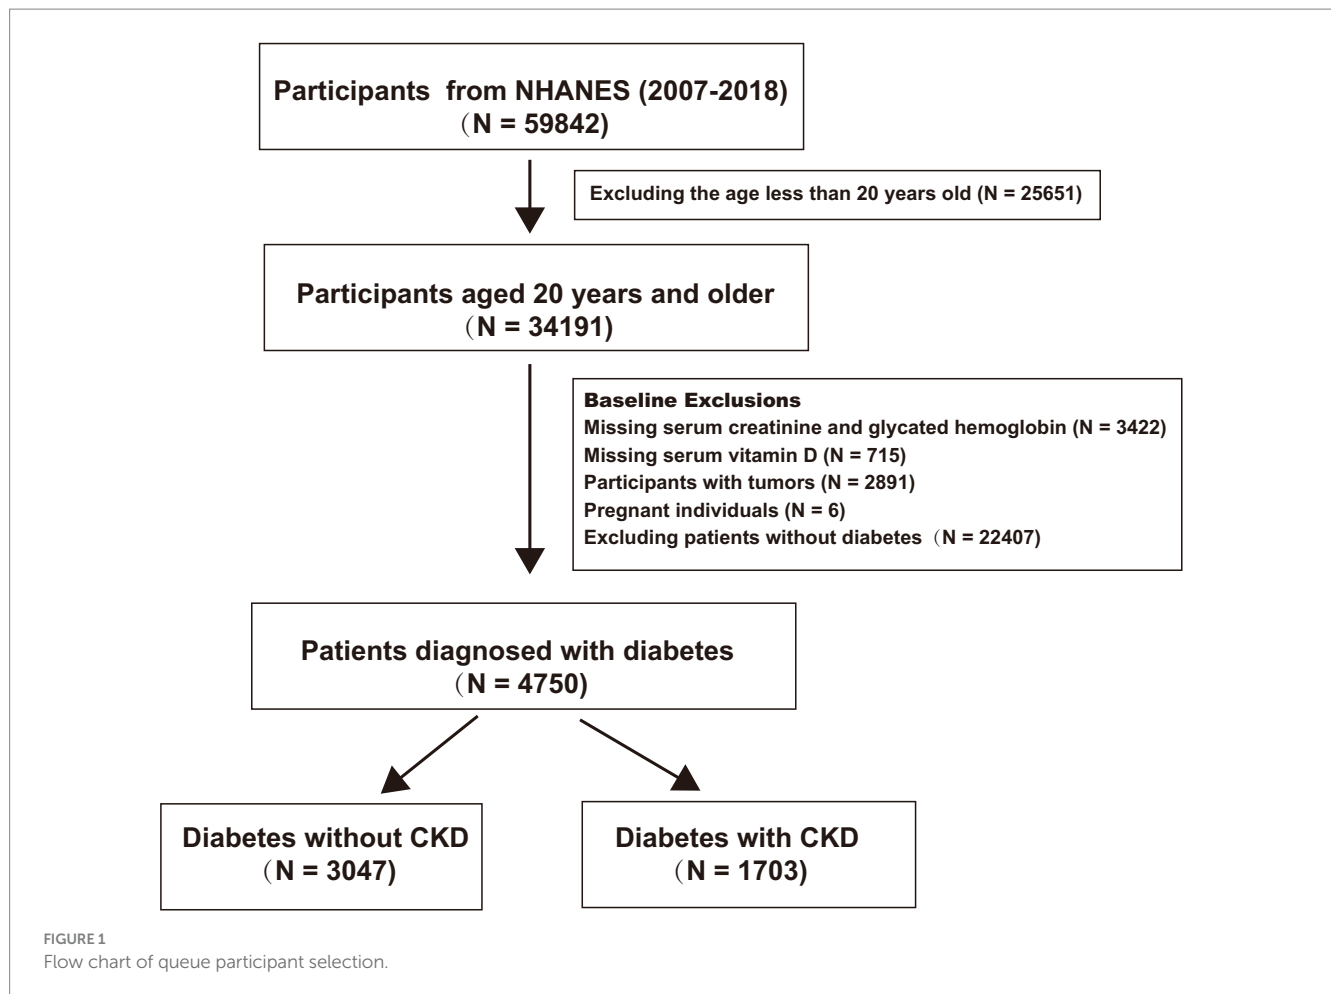 Participants from NHANES (2007-2018)
（N = 59842)
Excluding the age less than 20 years old (N = 25651)
Participants aged 20 years and older
（N = 34191)
Baseline Exclusions
Missing serum creatinine and glycated hemoglobin (N = 3422)
Missing serum vitamin D (N = 715)
Participants with tumors (N = 2891)
Pregnant individuals (N = 6)
Excluding patients without diabetes （N = 22407)
Patients diagnosed with diabetes
（N = 4750)
Diabetes without CKD
（N = 3047)
Diabetes with CKD
（N = 1703)
FIGURE 1
Flow chart of queue participant selection.